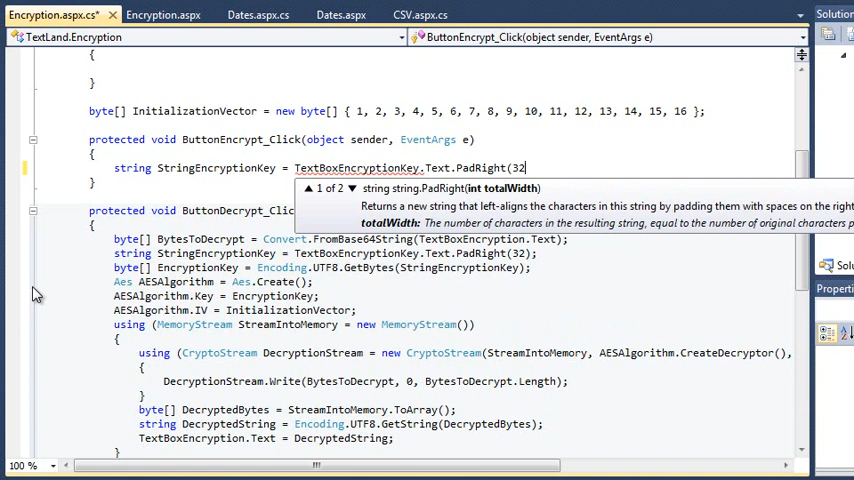 Encryption.aspx.cs* Encryption.aspx Dates.aspx.cs Dates.aspx CSV.aspx.cs Solution
TextLand.Encryption ButtonEncrypt_Click(object sender, EventArgs e)
{
}
byte[] InitializationVector = new byte[] { 1, 2, 3, 4, 5, 6, 7, 8, 9, 10, 11, 12, 13, 14, 15, 16 };
protected void ButtonEncrypt_Click(object sender, EventArgs e)
{
string StringEncryptionKey = TextBoxEncryptionKey.Text.PadRight(32
}
1 of 2 string string.PadRight(int totalWidth)
Returns a new string that left-aligns the characters in this string by padding them with spaces on the right
totalWidth: The number of characters in the resulting string, equal to the number of original characters p
protected void ButtonDecrypt_Clic
{
byte[] BytesToDecrypt = Convert.FromBase64String(TextBoxEncryption.Text);
string StringEncryptionKey = TextBoxEncryptionKey.Text.PadRight(32);
byte[] EncryptionKey = Encoding.UTF8.GetBytes(StringEncryptionKey);
Aes AESAlgorithm = Aes.Create();
AESAlgorithm.Key = EncryptionKey;
AESAlgorithm.IV = InitializationVector;
using (MemoryStream StreamIntoMemory = new MemoryStream())
{
using (CryptoStream DecryptionStream = new CryptoStream(StreamIntoMemory, AESAlgorithm.CreateDecryptor(),
{
DecryptionStream.Write(BytesToDecrypt, 0, BytesToDecrypt.Length);
}
byte[] DecryptedBytes = StreamIntoMemory.ToArray();
string DecryptedString = Encoding.UTF8.GetString(DecryptedBytes);
TextBoxEncryption.Text = DecryptedString;
}
100 %
Solu
Properti